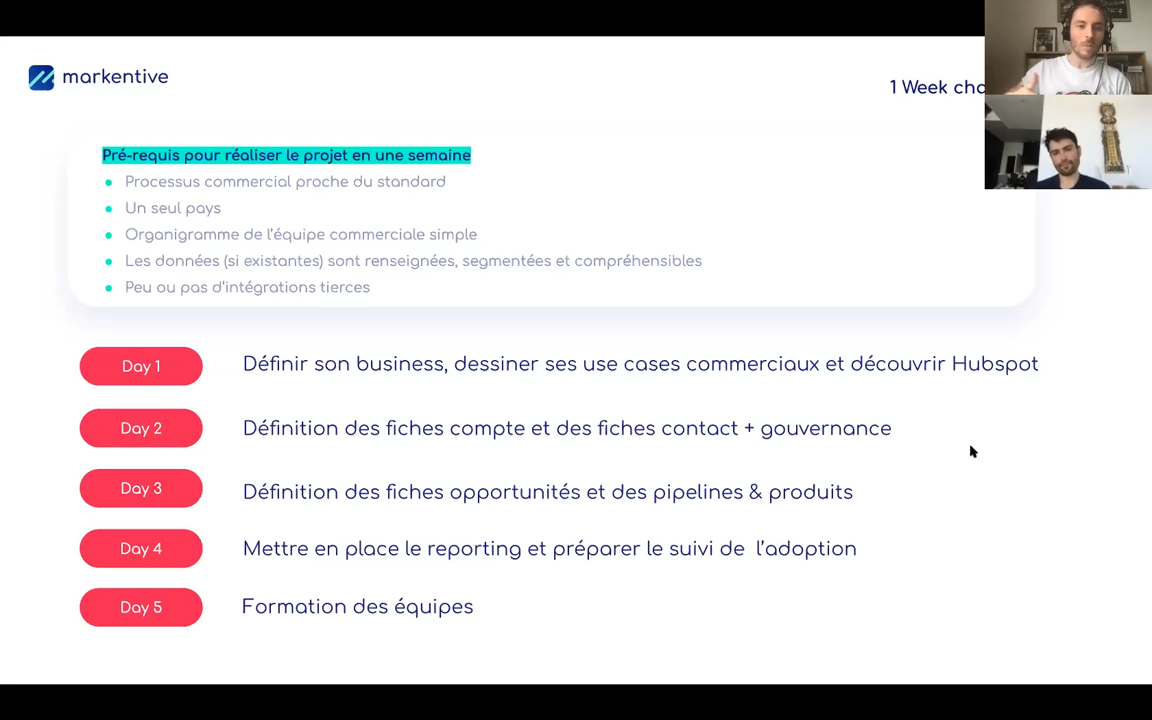 markentive
1 Week
Pré-requis pour réaliser le projet en une semaine
Processus commercial proche du standard
Un seul pays
Organigramme de l'équipe commerciale simple
Les données (si existantes) sont renseignées, segmentées et compréhensibles
Peu ou pas d'intégrations tierces
Day 1
Définir son business, dessiner ses use cases commerciaux et découvrir Hubspot
Day 2
Définition des fiches compte et des fiches contact + gouvernance
Day 3
Définition des fiches opportunités et des pipelines & produits
Day 4
Mettre en place le reporting et préparer le suivi de l'adoption
Day 5
Formation des équipes